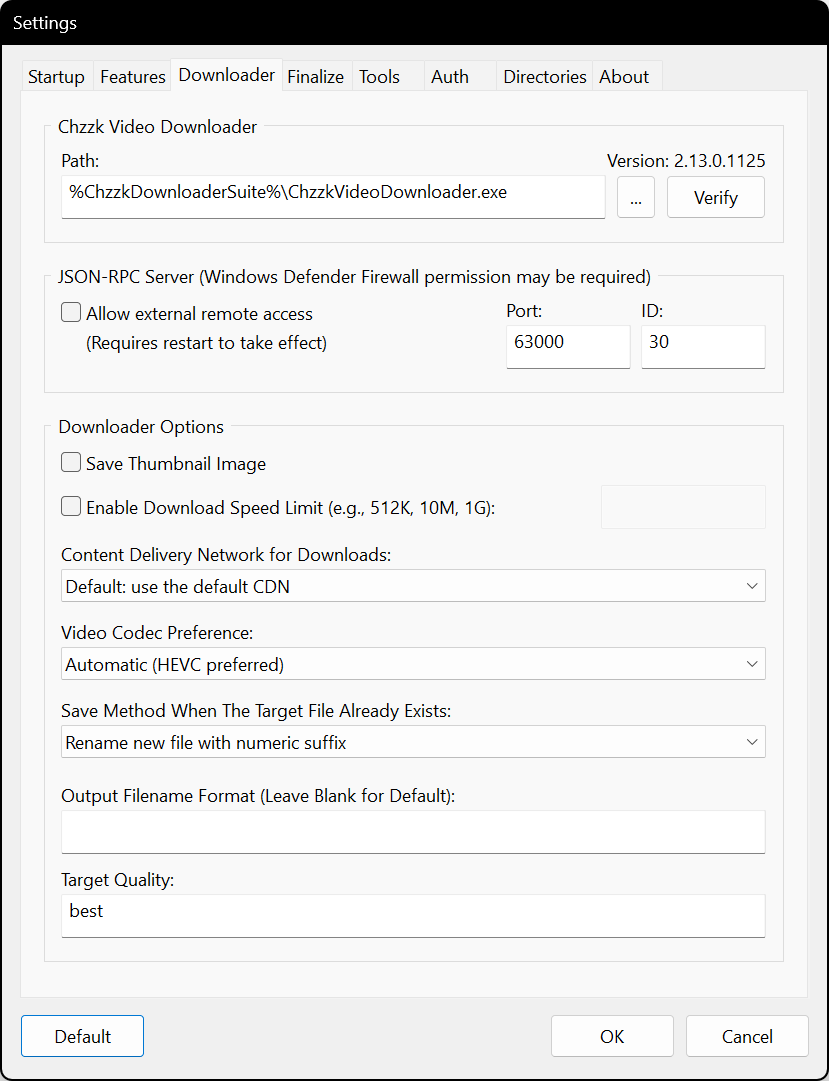 Settings
Startup Features Downloader Finalize Tools Auth Directories About
Chzzk Video Downloader
Path: Version: 2.13.0.1125
%ChzzkDownloaderSuite%\ChzzkVideoDownloader.exe ... Verify
JSON-RPC Server (Windows Defender Firewall permission may be required)
Allow external remote access Port: ID:
(Requires restart to take effect) 63000 30
Downloader Options
Save Thumbnail Image
Enable Download Speed Limit (e.g., 512K, 10M, 1G):
Content Delivery Network for Downloads:
Default: use the default CDN
Video Codec Preference:
Automatic (HEVC preferred)
Save Method When The Target File Already Exists:
Rename new file with numeric suffix
Output Filename Format (Leave Blank for Default):
Target Quality:
best
Default OK Cancel